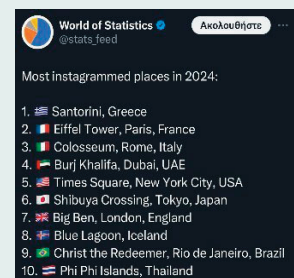 World of Statistics
@stats_feed
Ακολουθήστε
Most instagrammed places in 2024:
1. 🇬🇷 Santorini, Greece
2. 🇫🇷 Eiffel Tower, Paris, France
3. 🇮🇹 Colosseum, Rome, Italy
4. 🇦🇪 Burj Khalifa, Dubai, UAE
5. 🇺🇸 Times Square, New York City, USA
6. 🇯🇵 Shibuya Crossing, Tokyo, Japan
7. 🇬🇧 Big Ben, London, England
8. 🇮🇸 Blue Lagoon, Iceland
9. 🇧🇷 Christ the Redeemer, Rio de Janeiro, Brazil
10. 🇹🇭 Phi Phi Islands, Thailand